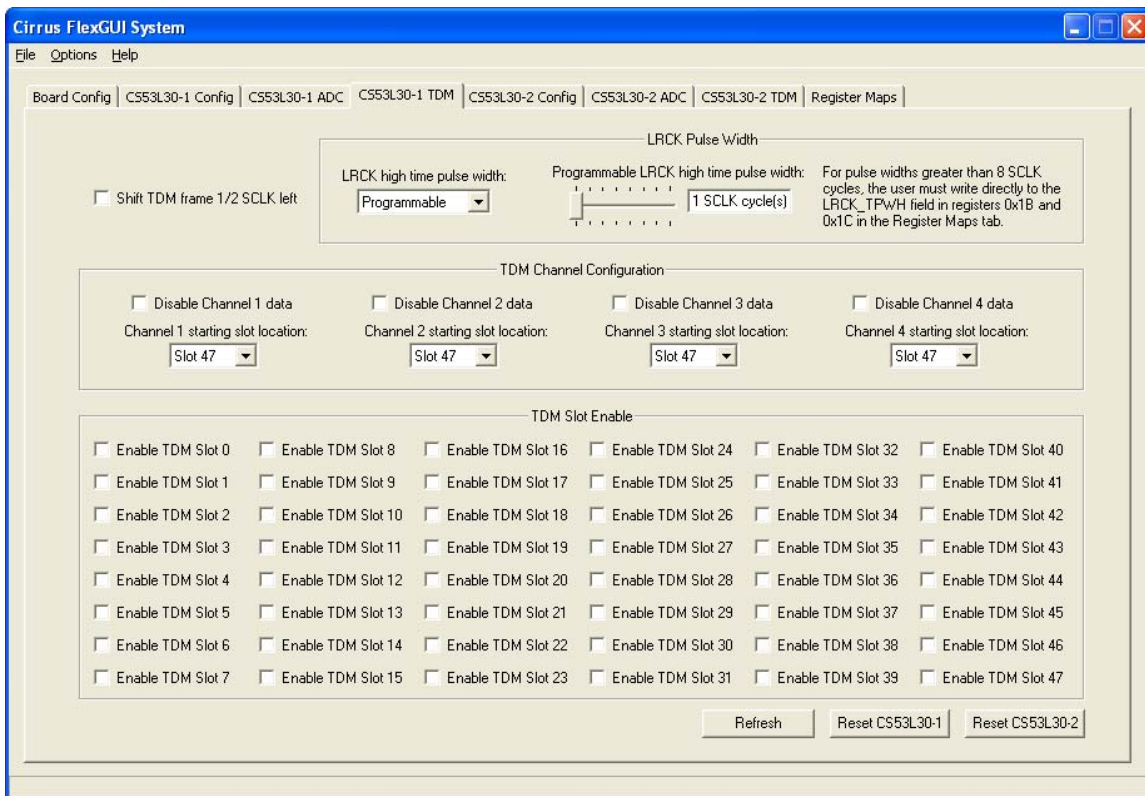 Cirrus FlexGUI System
File Options Help
Board Config CS53L30-1 Config CS53L30-1 ADC CS53L30-1 TDM CS53L30-2 Config CS53L30-2 ADC CS53L30-2 TDM Register Maps
Shift TDM frame 1/2 SCLK left
LRCK Pulse Width
LRCK high time pulse width:
Programmable
Programmable LRCK high time pulse width:
1 SCLK cycle(s)
For pulse widths greater than 8 SCLK
cycles, the user must write directly to the
LRCK_TPWH field in registers 0x1B and
0x1C in the Register Maps tab.
TDM Channel Configuration
Disable Channel 1 data Disable Channel 2 data Disable Channel 3 data Disable Channel 4 data
Channel 1 starting slot location: Channel 2 starting slot location: Channel 3 starting slot location: Channel 4 starting slot location:
Slot 47 Slot 47 Slot 47 Slot 47
TDM Slot Enable
Enable TDM Slot 0 Enable TDM Slot 8 Enable TDM Slot 16 Enable TDM Slot 24 Enable TDM Slot 32 Enable TDM Slot 40
Enable TDM Slot 1 Enable TDM Slot 9 Enable TDM Slot 17 Enable TDM Slot 25 Enable TDM Slot 33 Enable TDM Slot 41
Enable TDM Slot 2 Enable TDM Slot 10 Enable TDM Slot 18 Enable TDM Slot 26 Enable TDM Slot 34 Enable TDM Slot 42
Enable TDM Slot 3 Enable TDM Slot 11 Enable TDM Slot 19 Enable TDM Slot 27 Enable TDM Slot 35 Enable TDM Slot 43
Enable TDM Slot 4 Enable TDM Slot 12 Enable TDM Slot 20 Enable TDM Slot 28 Enable TDM Slot 36 Enable TDM Slot 44
Enable TDM Slot 5 Enable TDM Slot 13 Enable TDM Slot 21 Enable TDM Slot 29 Enable TDM Slot 37 Enable TDM Slot 45
Enable TDM Slot 6 Enable TDM Slot 14 Enable TDM Slot 22 Enable TDM Slot 30 Enable TDM Slot 38 Enable TDM Slot 46
Enable TDM Slot 7 Enable TDM Slot 15 Enable TDM Slot 23 Enable TDM Slot 31 Enable TDM Slot 39 Enable TDM Slot 47
Refresh Reset CS53L30-1 Reset CS53L30-2